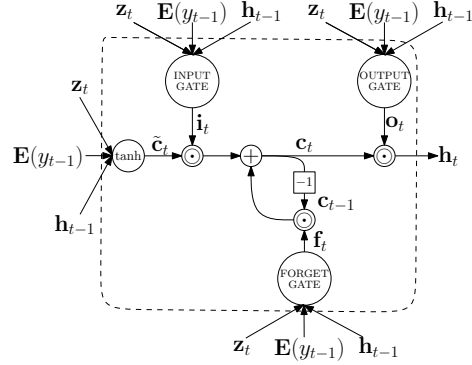 z_t E(y_{t-1}) h_{t-1} z_t E(y_{t-1}) h_{t-1}
INPUT GATE
OUTPUT GATE
z_t
i_t
o_t
E(y_{t-1})
tanh
c̃_t
+
c_t
h_t
h_{t-1}
-1
c_{t-1}
f_t
FORGET GATE
z_t E(y_{t-1}) h_{t-1}